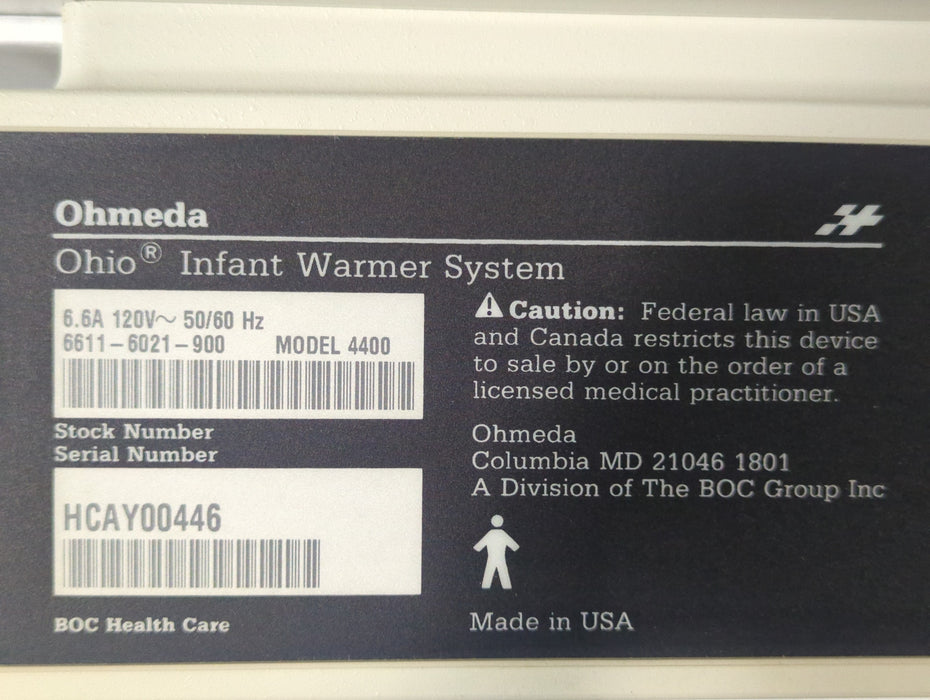 Ohmeda
Ohio® Infant Warmer System
6.6A 120V~ 50/60 Hz
6611-6021-900 MODEL 4400
Stock Number
Serial Number
HCAY00446
BOC Health Care
⚠ Caution: Federal law in USA
and Canada restricts this device
to sale by or on the order of a
licensed medical practitioner.
Ohmeda
Columbia MD 21046 1801
A Division of The BOC Group Inc
Made in USA